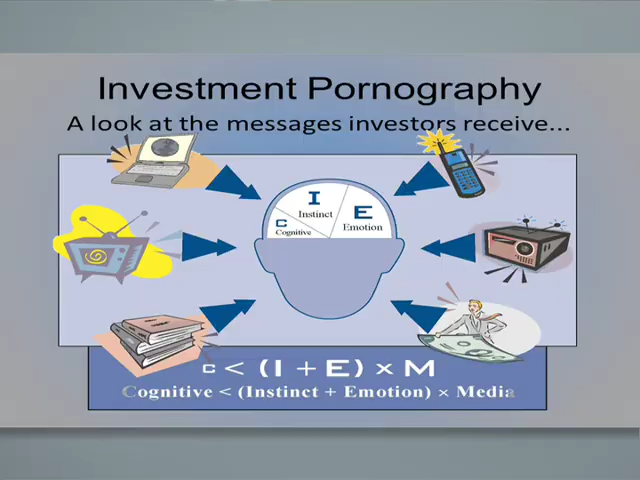 Investment Pornography
A look at the messages investors receive...
I
Instinct
E
Emotion
C
Cognitive
C < (I + E) x M
Cognitive < (Instinct + Emotion) × Media